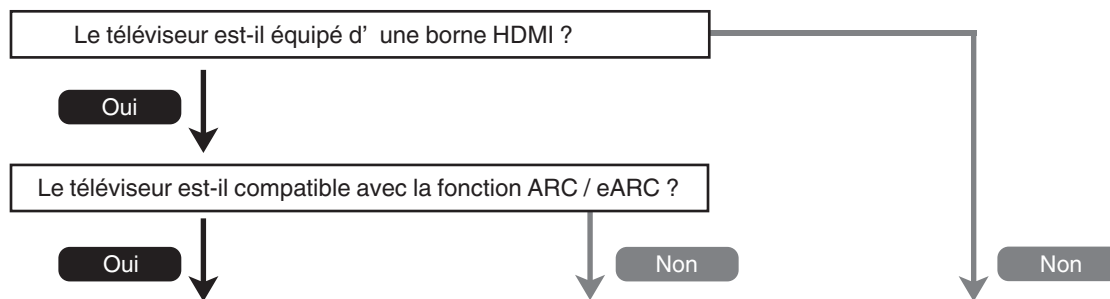 Le téléviseur est-il équipé d’ une borne HDMI ?
Oui
Le téléviseur est-il compatible avec la fonction ARC / eARC ?
Oui
Non
Non